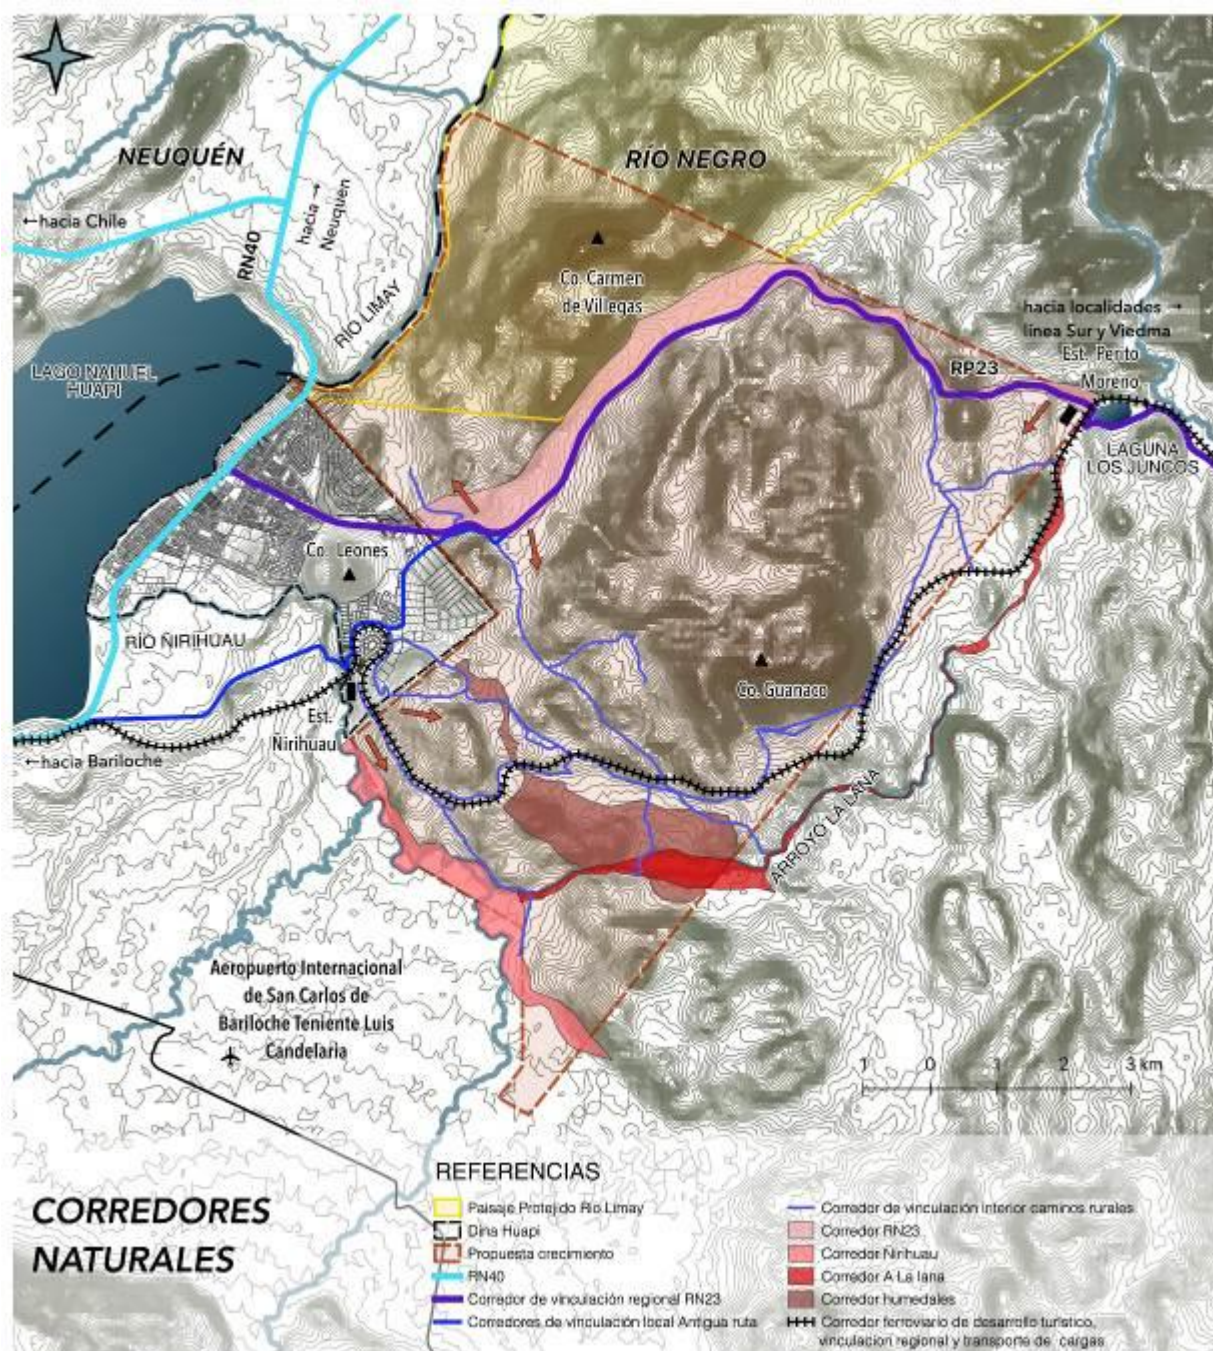 NEUQUÉN
RÍO NEGRO
←hacia Chile
hacia →
Neuquen
RN40
Co. Carmen
de Villegas
RÍO LIMAY
hacia localidades →
línea Sur y Viedma
LAGO NAHUEL
HUAPI
Est. Perito
Moreno
RP23
LAGUNA
LOS JUNCOS
Co. Leones
RÍO ÑIRIHUAU
Co. Guanaco
Est.
Ñirihuau
←hacia Bariloche
ARROYO LA LANA
Aeropuerto Internacional
de San Carlos de
Bariloche Teniente Luis
Candelaria
1 0 1 2 3 km
CORREDORES
NATURALES
REFERENCIAS
Paisaje Protejido Rio Limay
Dina Huapi
Propuesta crecimiento
RN40
Corredor de vinculación regional RN23
Corredores de vinculación local Antigua ruta
Corredor de vinculación interior caminos rurales
Corredor RN23
Corredor Nirihuau
Corredor A La lana
Corredor humedales
Corredor ferroviario de desarrollo turístico,
vinculacion regional y transporte de cargas